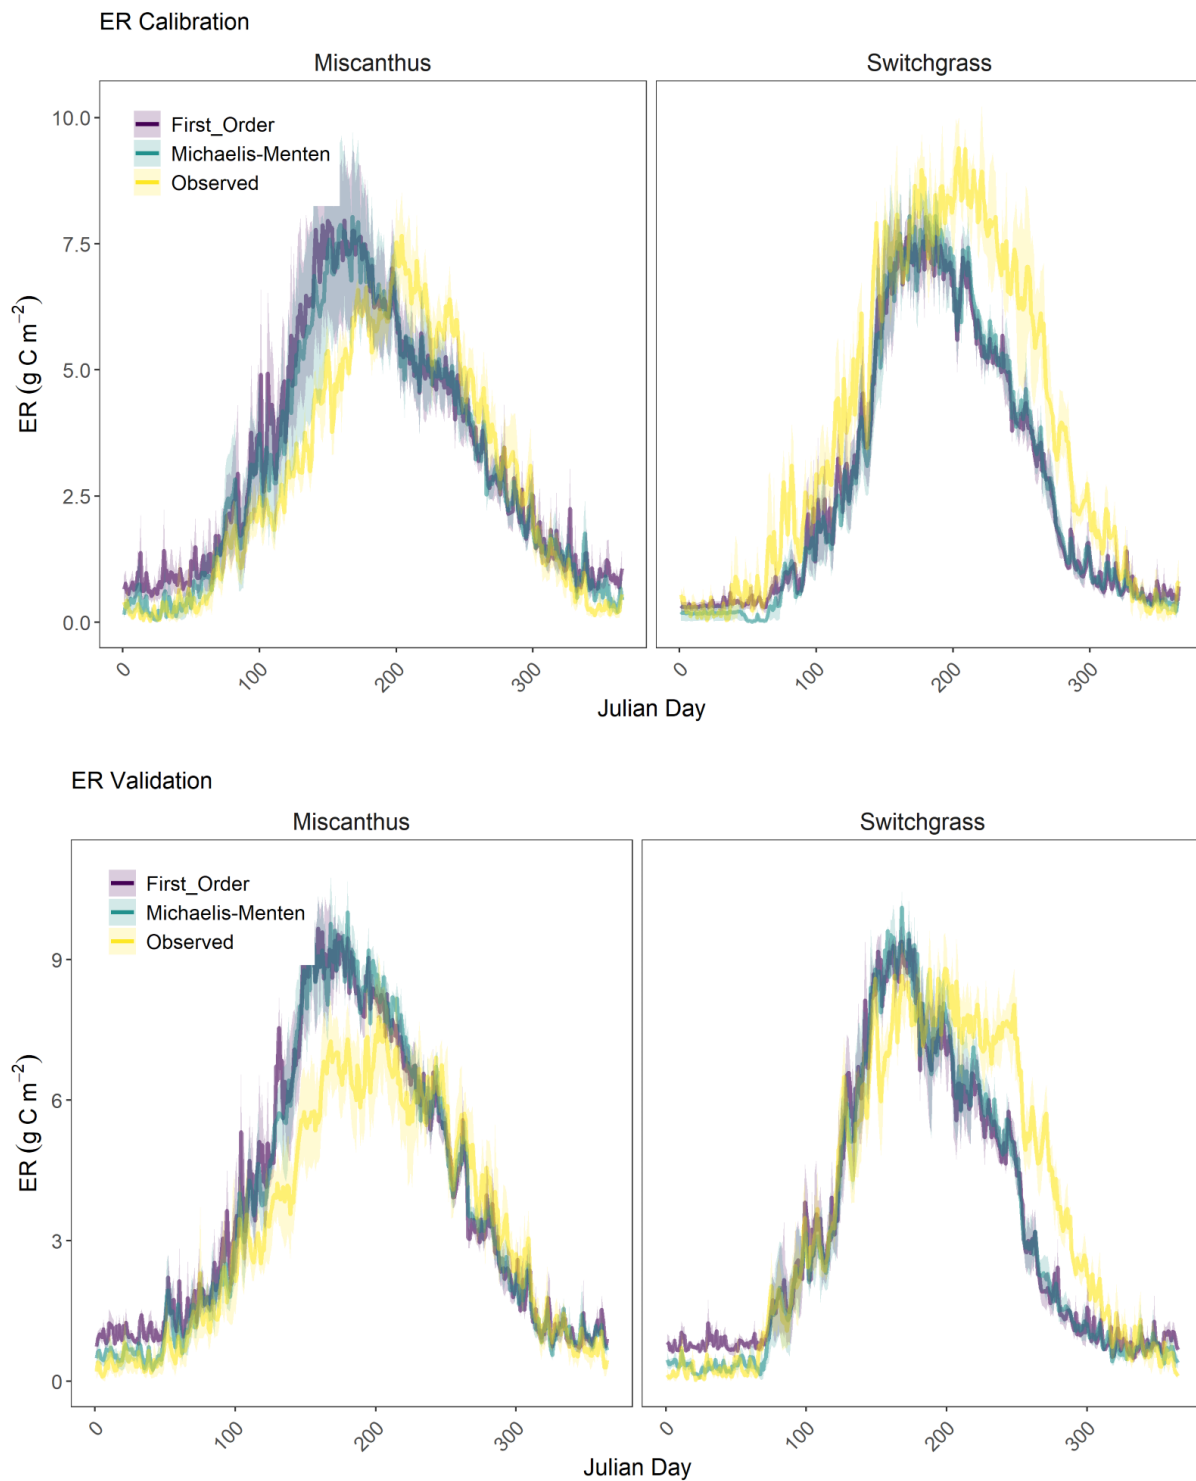 ER Calibration
Miscanthus
Switchgrass
First_Order
Michaelis-Menten
Observed
10.0
7.5
5.0
2.5
0.0
ER (g C m⁻²)
0 100 200 300
0 100 200 300
Julian Day
ER Validation
Miscanthus
Switchgrass
First_Order
Michaelis-Menten
Observed
9
6
3
0
ER (g C m⁻²)
0 100 200 300
0 100 200 300
Julian Day